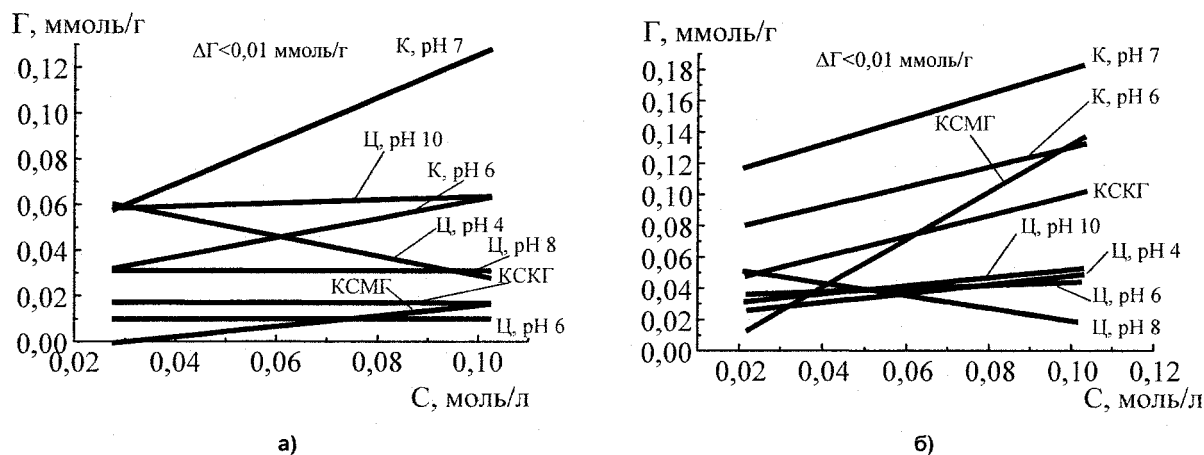 Г, ммоль/г
ΔГ<0,01 ммоль/г
К, pH 7
0,12
0,10
0,08
0,06
0,04
0,02
0,00
Ц, pH 10
К, pH 6
Ц, pH 4
Ц, pH 8
КСМГ
КСКГ
Ц, pH 6
0,02 0,04 0,06 0,08 0,10
С, моль/л
а)
Г, ммоль/г
ΔГ<0,01 ммоль/г
0,18
0,16
0,14
0,12
0,10
0,08
0,06
0,04
0,02
0,00
К, pH 7
К, pH 6
КСМГ
КСКГ
Ц, pH 10
Ц, pH 4
Ц, pH 6
Ц, pH 8
0,02 0,04 0,06 0,08 0,10 0,12
С, моль/л
б)